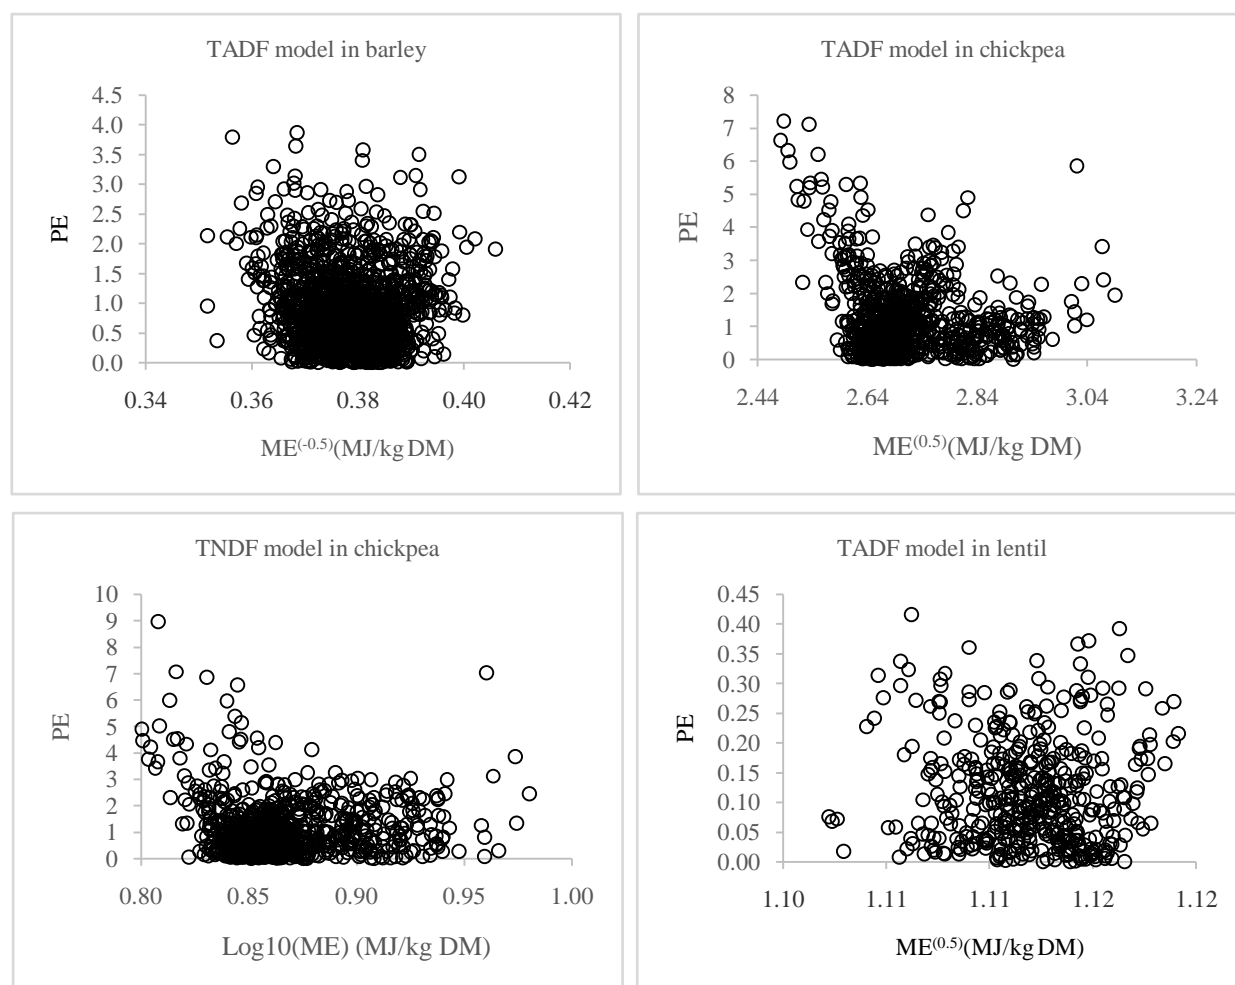 TADF model in barley
4.5
4.0
3.5
3.0
2.5
2.0
1.5
1.0
0.5
0.0
PE
0.34 0.36 0.38 0.40 0.42
ME(-0.5)(MJ/kg DM)
TADF model in chickpea
8
7
6
5
4
3
2
1
0
PE
2.44 2.64 2.84 3.04 3.24
ME(0.5)(MJ/kg DM)
TNDF model in chickpea
10
9
8
7
6
5
4
3
2
1
0
PE
0.80 0.85 0.90 0.95 1.00
Log10(ME) (MJ/kg DM)
TADF model in lentil
0.45
0.40
0.35
0.30
0.25
0.20
0.15
0.10
0.05
0.00
PE
1.10 1.11 1.11 1.12 1.12
ME(0.5)(MJ/kg DM)